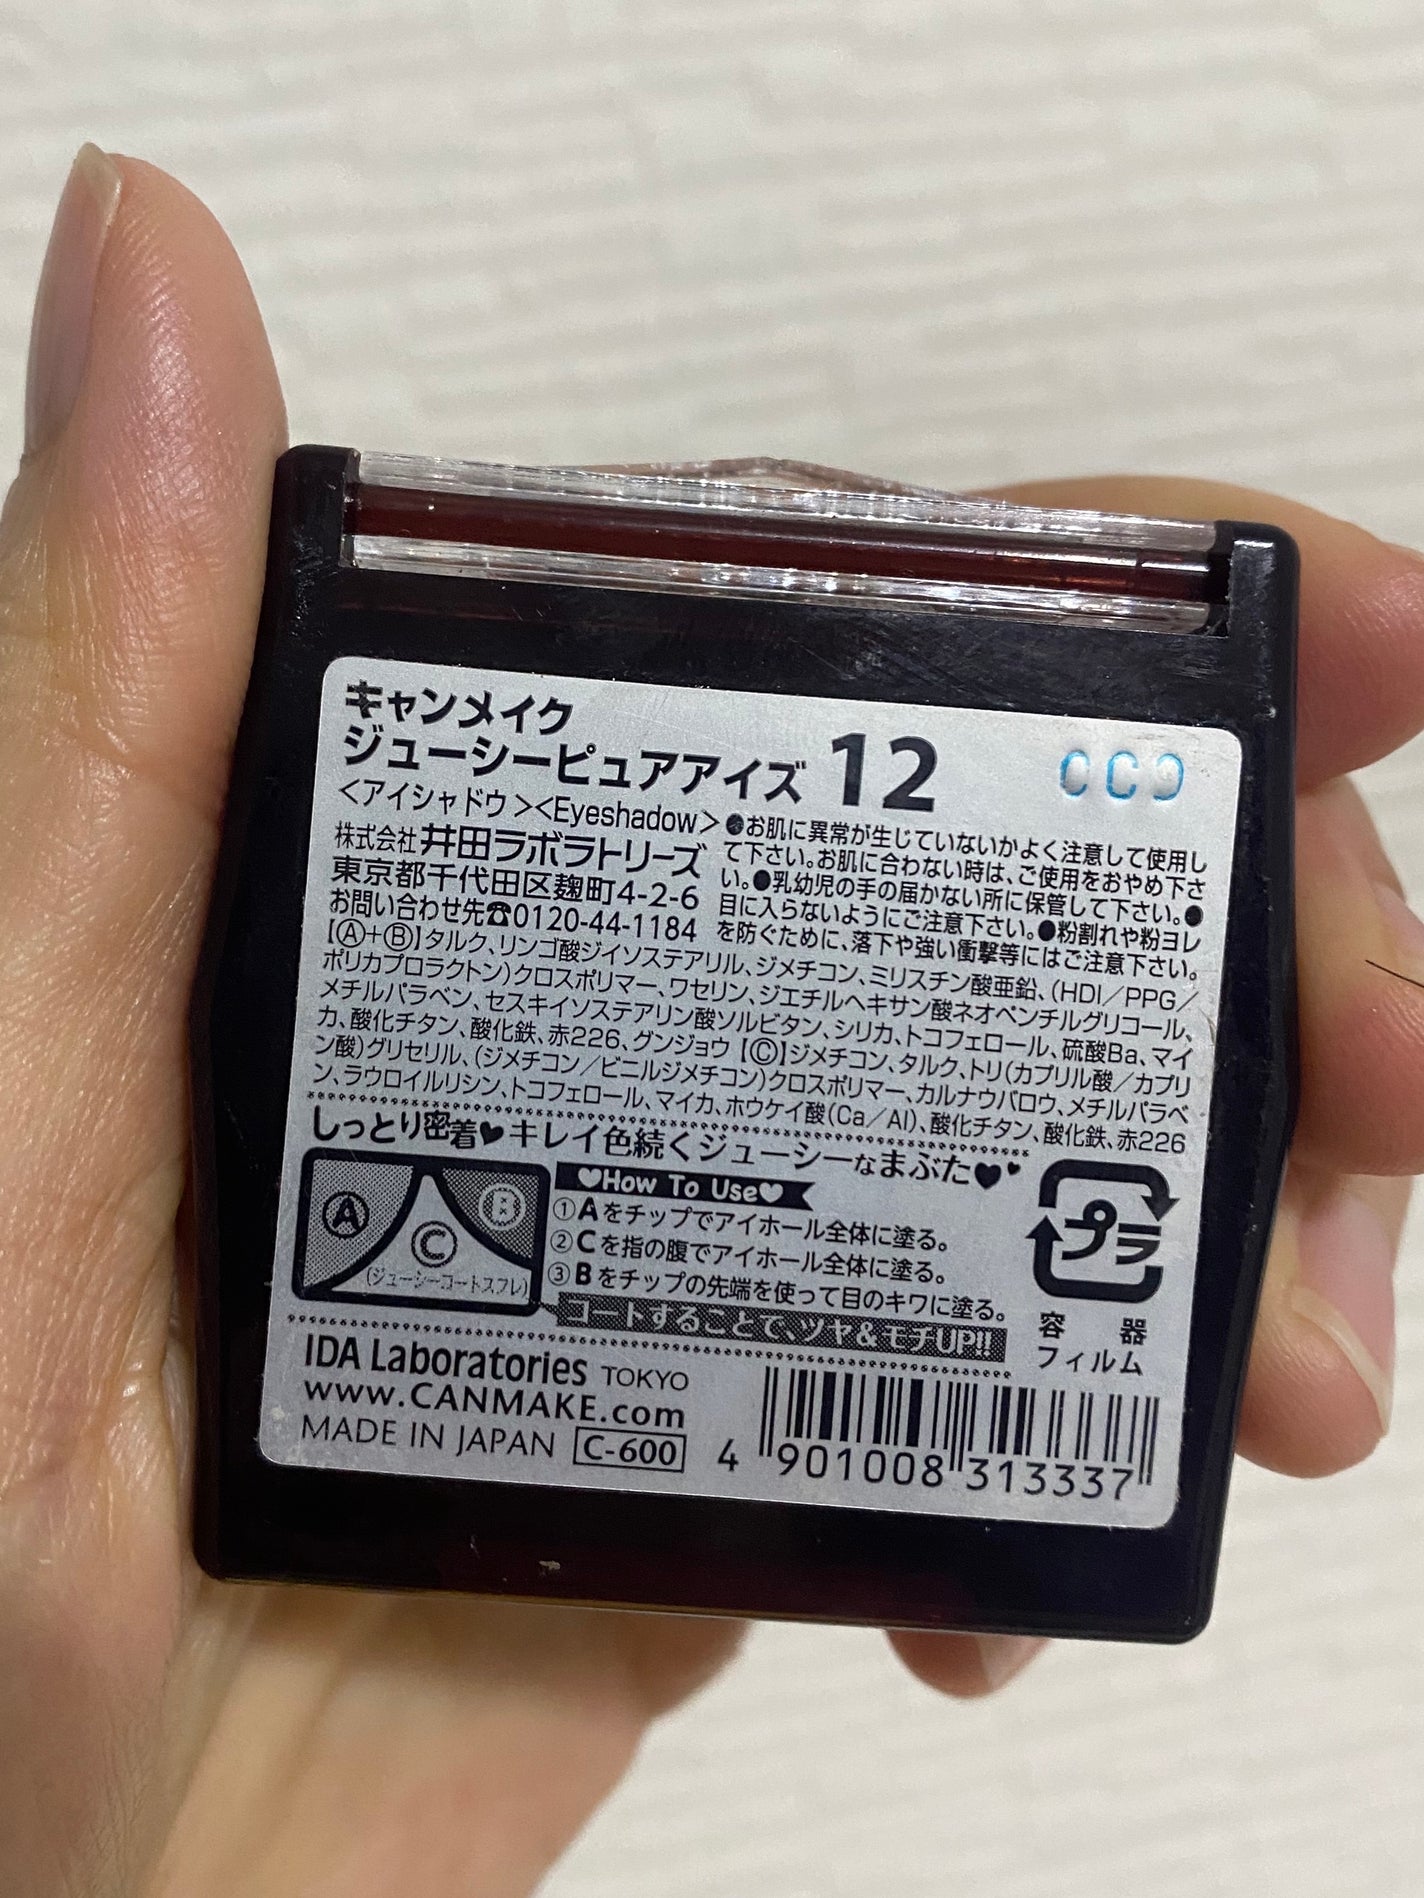 キャンメイク
ジューシーピュアアイズ 12
<アイシャドウ><Eyeshadow>
株式会社 井田ラボラトリーズ
東京都千代田区麹町4-2-6
お問い合わせ先☎0120-44-1184
●お肌に異常が生じていないかよく注意して使用し
て下さい。お肌に合わない時は、ご使用をおやめ下さ
い。●乳幼児の手の届かない所に保管して下さい。●
目に入らないようにご注意下さい。●粉割れや粉ヨレ
を防ぐために、落下や強い衝撃等にはご注意下さい。
【Ⓐ+Ⓑ】タルク、リンゴ酸ジイソステアリル、ジメチコン、ミリスチン酸亜鉛、(HDI/PPG/
ポリカプロラクトン)クロスポリマー、ワセリン、ジエチルヘキサン酸ネオペンチルグリコール、
メチルパラベン、セスキイソステアリン酸ソルビタン、シリカ、トコフェロール、硫酸Ba、マイ
カ、酸化チタン、酸化鉄、赤226、グンジョウ【Ⓒ】ジメチコン、タルク、トリ(カプリル酸/カプリ
ン酸)グリセリル、(ジメチコン/ビニルジメチコン)クロスポリマー、カルナウバロウ、メチルパラベ
ン、ラウロイルリシン、トコフェロール、マイカ、ホウケイ酸(Ca/Al)、酸化チタン、酸化鉄、赤226
しっとり密着♥キレイ色続くジューシーなまぶた♥♥
Ⓐ
Ⓑ
Ⓒ
(ジューシーコートスフレ)
♡How To Use♡
①Aをチップでアイホール全体に塗る。
②Cを指の腹でアイホール全体に塗る。
③Bをチップの先端を使って目のキワに塗る。
コートすることで、ツヤ&モチUP!!
プラ
容器
フィルム
IDA Laboratories TOKYO
www.CANMAKE.com
MADE IN JAPAN C-600
4 901008 313337